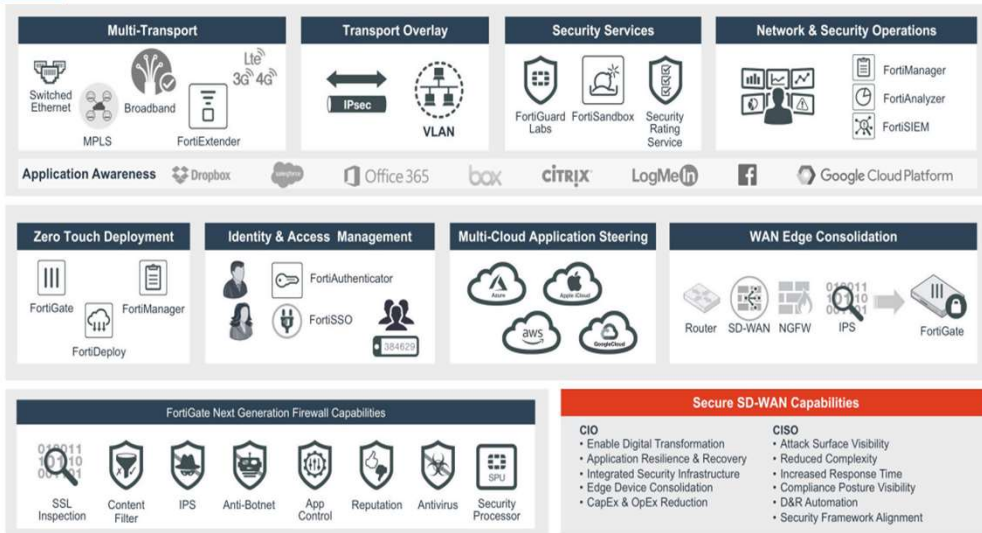 Multi-Transport
Switched
Ethernet
MPLS
Broadband
FortiExtender
Lte
3G 4G
Transport Overlay
IPsec
VLAN
Security Services
FortiGuard
Labs
FortiSandbox
Security
Rating
Service
Network & Security Operations
FortiManager
FortiAnalyzer
FortiSIEM
Application Awareness
Dropbox
salesforce
Office 365
box
CİTRIX
LogMeIn
f
Google Cloud Platform
Zero Touch Deployment
FortiGate
FortiManager
FortiDeploy
Identity & Access Management
FortiAuthenticator
FortiSSO
384629
Multi-Cloud Application Steering
Azure
Apple iCloud
aws
GoogleCloud
WAN Edge Consolidation
Router
SD-WAN
NGFW
IPS
FortiGate
FortiGate Next Generation Firewall Capabilities
SSL
Inspection
Content
Filter
IPS
Anti-Botnet
App
Control
Reputation
Antivirus
SPU
Security
Processor
Secure SD-WAN Capabilities
CIO
• Enable Digital Transformation
• Application Resilience & Recovery
• Integrated Security Infrastructure
• Edge Device Consolidation
• CapEx & OpEx Reduction
CISO
• Attack Surface Visibility
• Reduced Complexity
• Increased Response Time
• Compliance Posture Visibility
• D&R Automation
• Security Framework Alignment